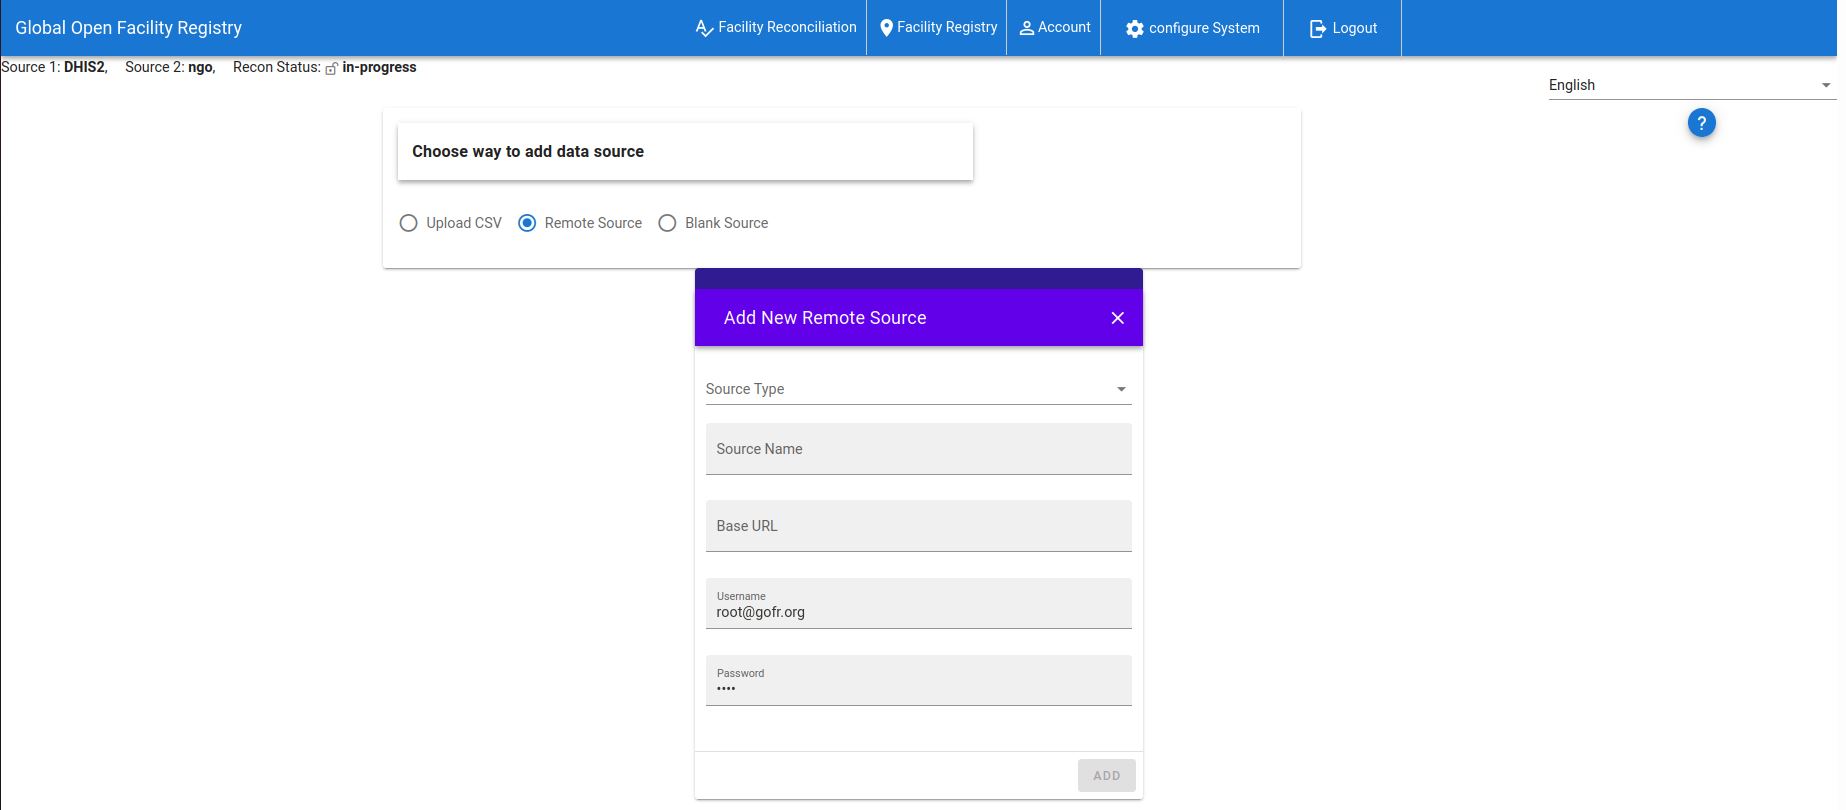 Global Open Facility Registry
Facility Reconciliation
Facility Registry
Account
configure System
Logout
Source 1: DHIS2, Source 2: ngo, Recon Status: in-progress
English
?
Choose way to add data source
Upload CSV
Remote Source
Blank Source
Add New Remote Source
Source Type
Source Name
Base URL
Username
root@gofr.org
Password
••••
ADD